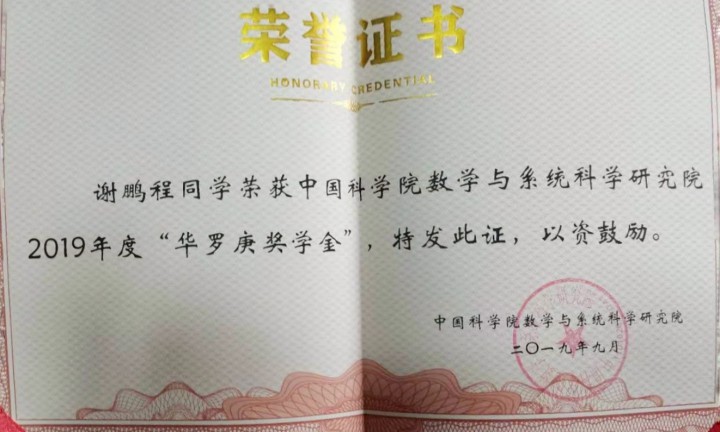 荣誉证书
HONORARY CREDENTIAL
谢鹏程同学荣获中国科学院数学与系统科学研究院
2019年度“华罗庚奖学金”，特发此证，以资鼓励。
中国科学院数学与系统科学研究院
二〇一九年九月